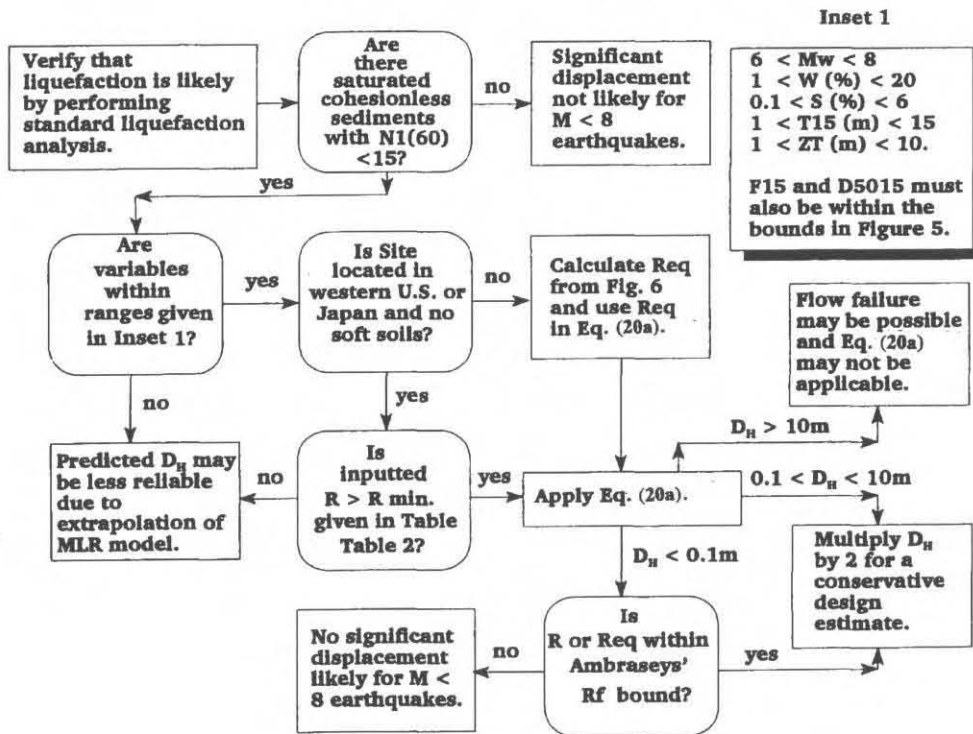 Inset 1
Verify that
liquefaction is likely
by performing
standard liquefaction
analysis.
Are
there
saturated
cohesionless
sediments
with N1(60)
<15?
no
Significant
displacement
not likely for
M < 8
earthquakes.
6 < Mw < 8
1 < W (%) < 20
0.1 < S (%) < 6
1 < T15 (m) < 15
1 < ZT (m) < 10.
F15 and D5015 must
also be within the
bounds in Figure 5.
yes
Are
variables
within
ranges given
in Inset 1?
yes
Is Site
located in
western U.S. or
Japan and no
soft soils?
no
Calculate Req
from Fig. 6
and use Req
in Eq. (20a).
Flow failure
may be possible
and Eq. (20a)
may not be
applicable.
no
yes
D_H > 10m
Predicted D_H may
be less reliable
due to
extrapolation of
MLR model.
no
Is
inputted
R > R min.
given in Table
Table 2?
yes
Apply Eq. (20a).
0.1 < D_H < 10m
D_H < 0.1m
Multiply D_H
by 2 for a
conservative
design
estimate.
No significant
displacement
likely for M <
8 earthquakes.
no
Is
R or Req within
Ambraseys'
Rf bound?
yes